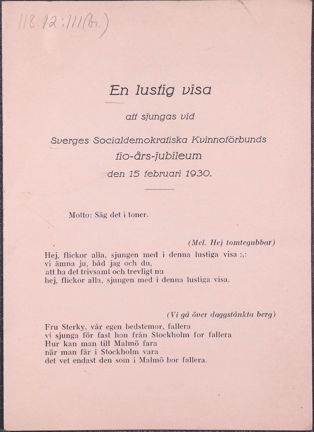 118.12:111(br.)
En lustig visa
att sjungas vid
Sverges Socialdemokratiska Kvinnoförbunds
tio-års-jubileum
den 15 februari 1930.
Motto: Säg det i toner.
(Mel. Hej tomtegubbar)
Hej, flickor alla, sjungen med i denna lustiga visa :,:
vi ämna ju, båd jag och du,
att ha det trivsamt och trevligt nu
hej, flickor alla, sjungen med i denna lustiga visa.
(Vi gå över daggstänkta berg)
Fru Sterky, vår egen bedstemor, fallera
vi sjunga för fast hon från Stockholm for fallera
Hur kan man till Malmö fara
när man får i Stockholm vara
det vet endast den som i Malmö bor fallera.